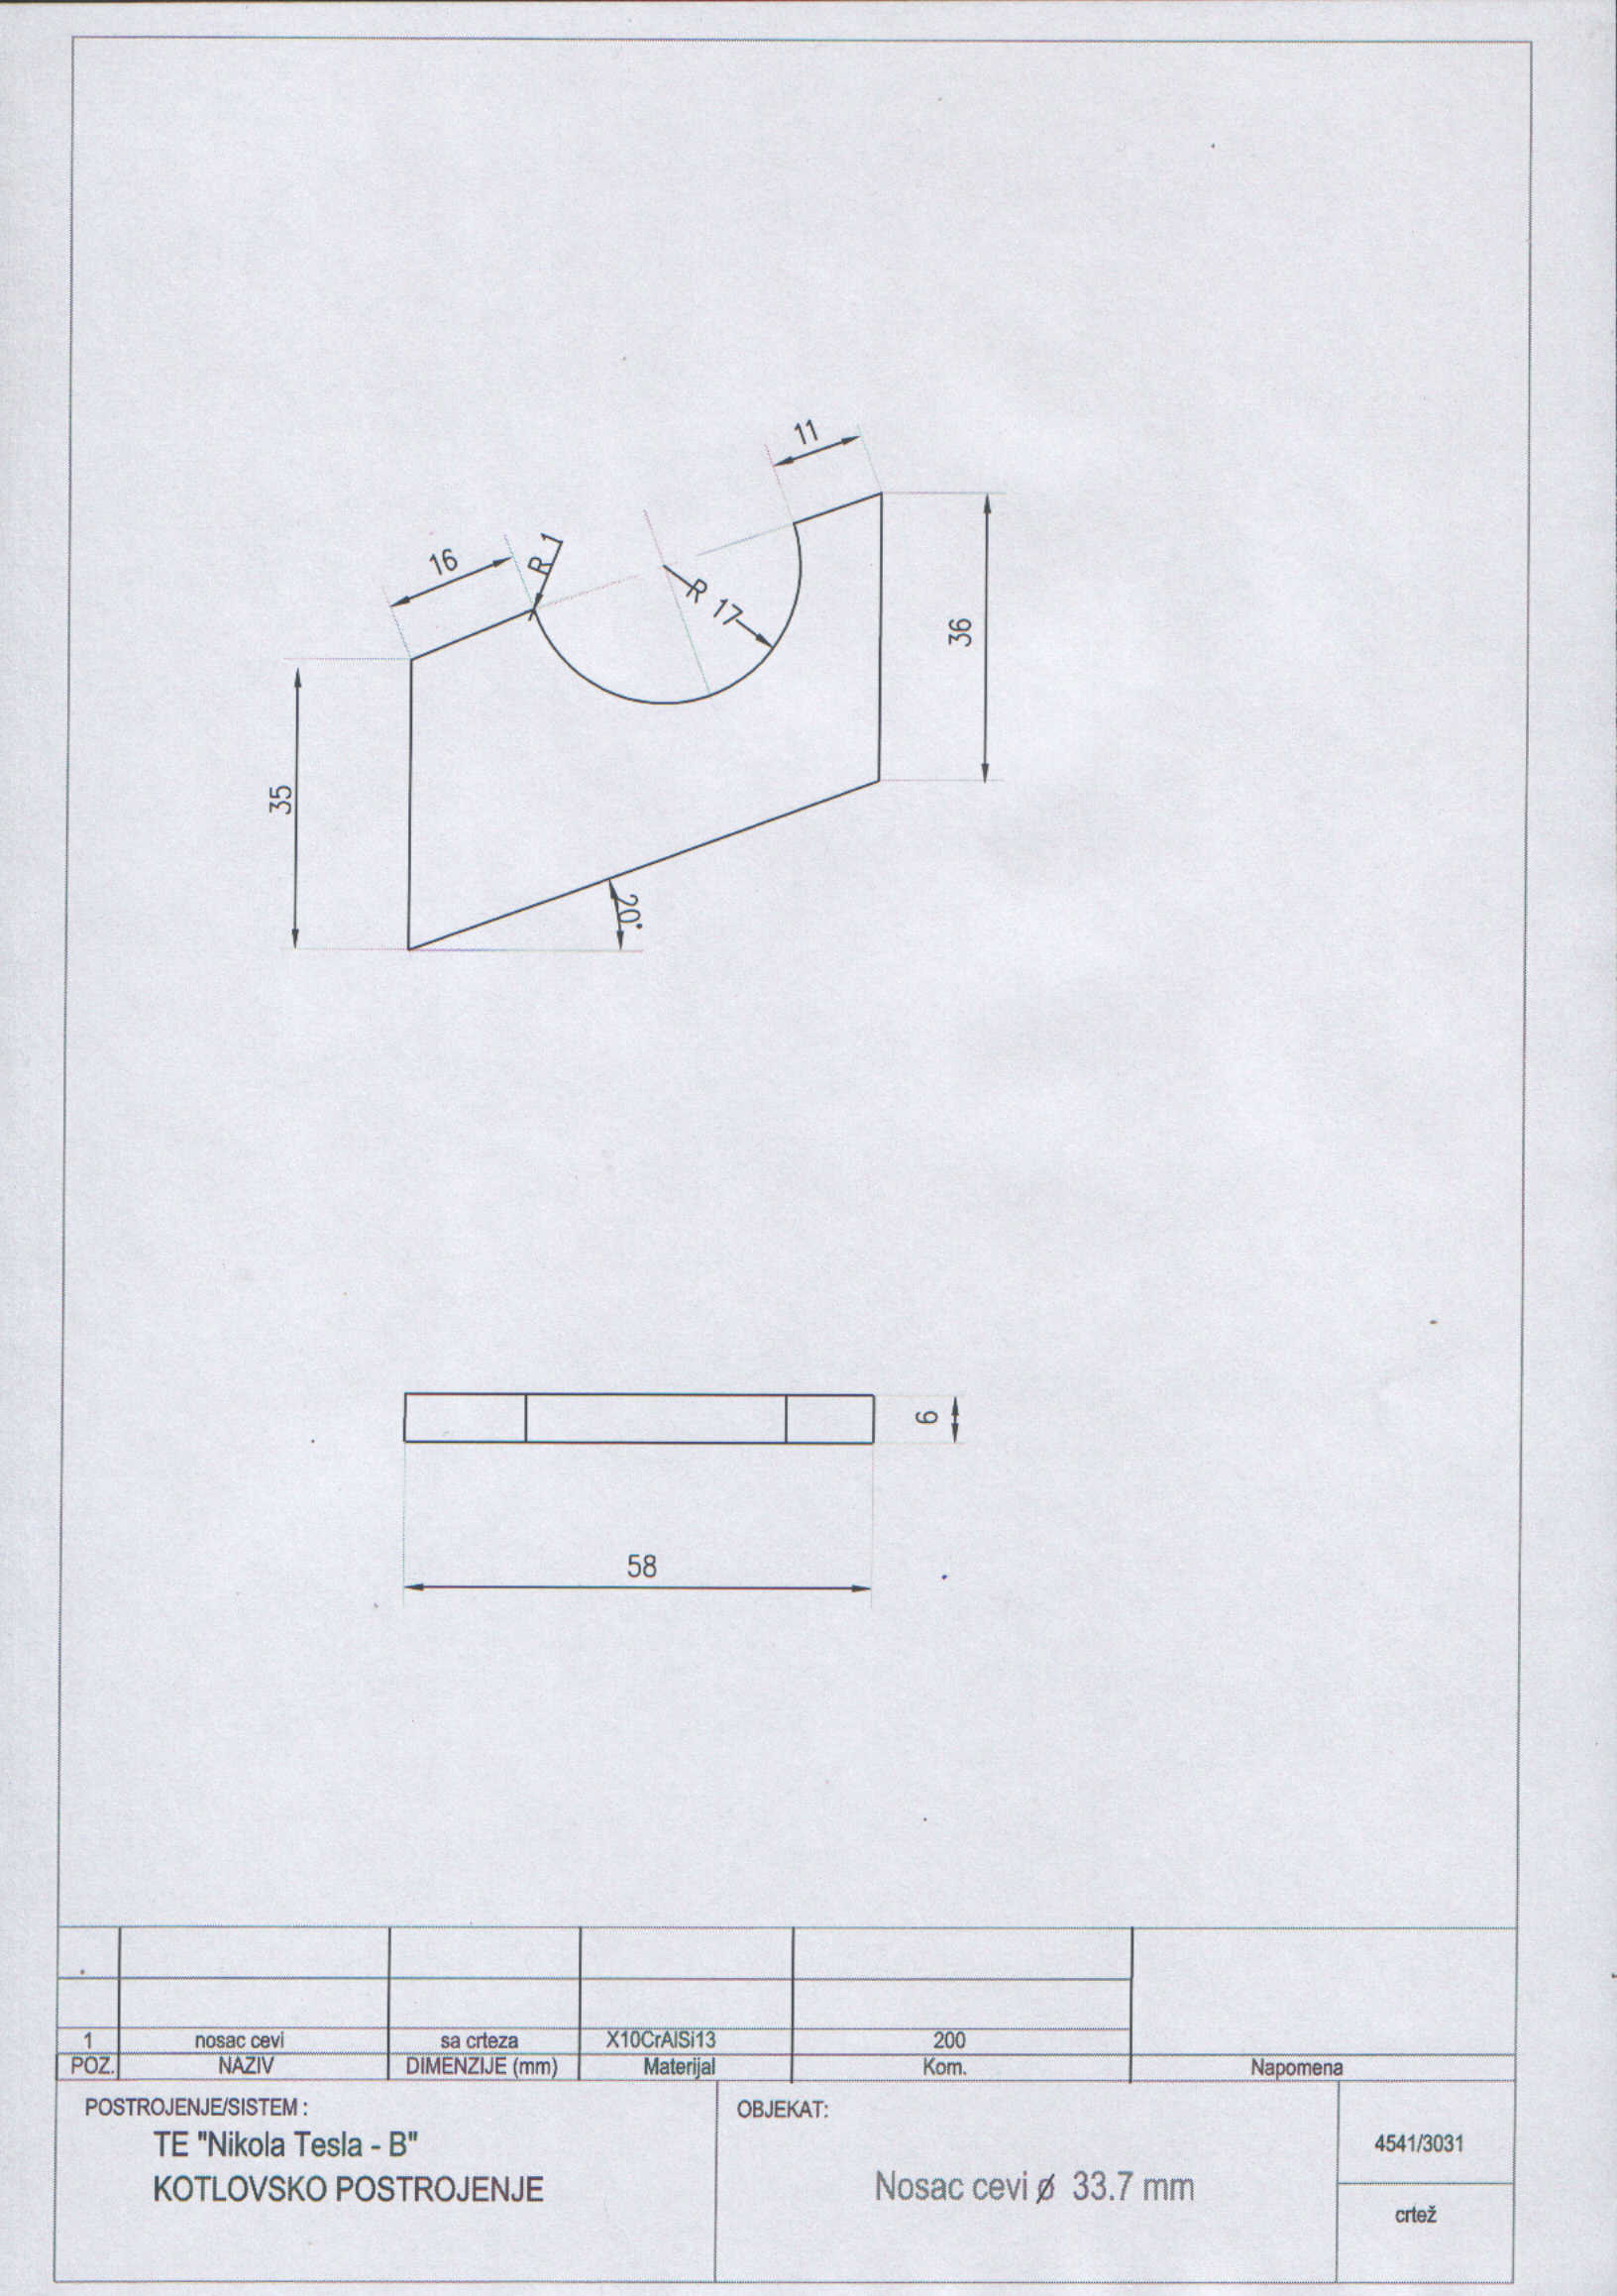 11
16
R 1
R 17
36
35
20°
6
58
1 nosac cevi sa crteza X10CrAlSi13 200
POZ. NAZIV DIMENZIJE (mm) Materijal Kom. Napomena
POSTROJENJE/SISTEM :
TE "Nikola Tesla - B"
KOTLOVSKO POSTROJENJE
OBJEKAT:
Nosac cevi ø 33.7 mm
4541/3031
crtež